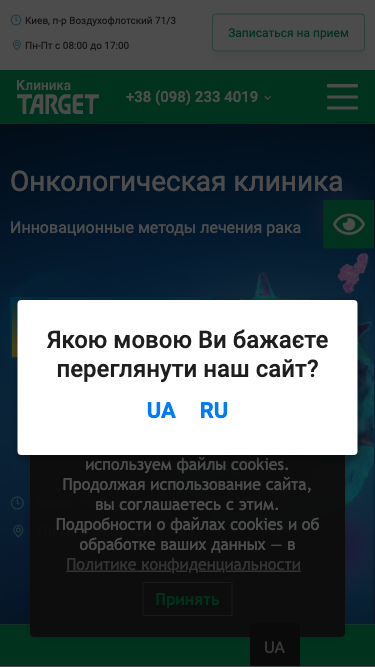 Киев, п-р Воздухофлотский 71/3
Пн-Пт с 08:00 до 17:00
Записаться на прием
Клиника
TARGET
+38 (098) 233 4019
Онкологическая клиника
Инновационные методы лечения рака
Якою мовою Ви бажаєте
переглянути наш сайт?
UA RU
используем файлы cookies.
Продолжая использование сайта,
вы соглашаетесь с этим.
Подробности о файлах cookies и об
обработке ваших данных — в
Политике конфиденциальности
Принять
UA